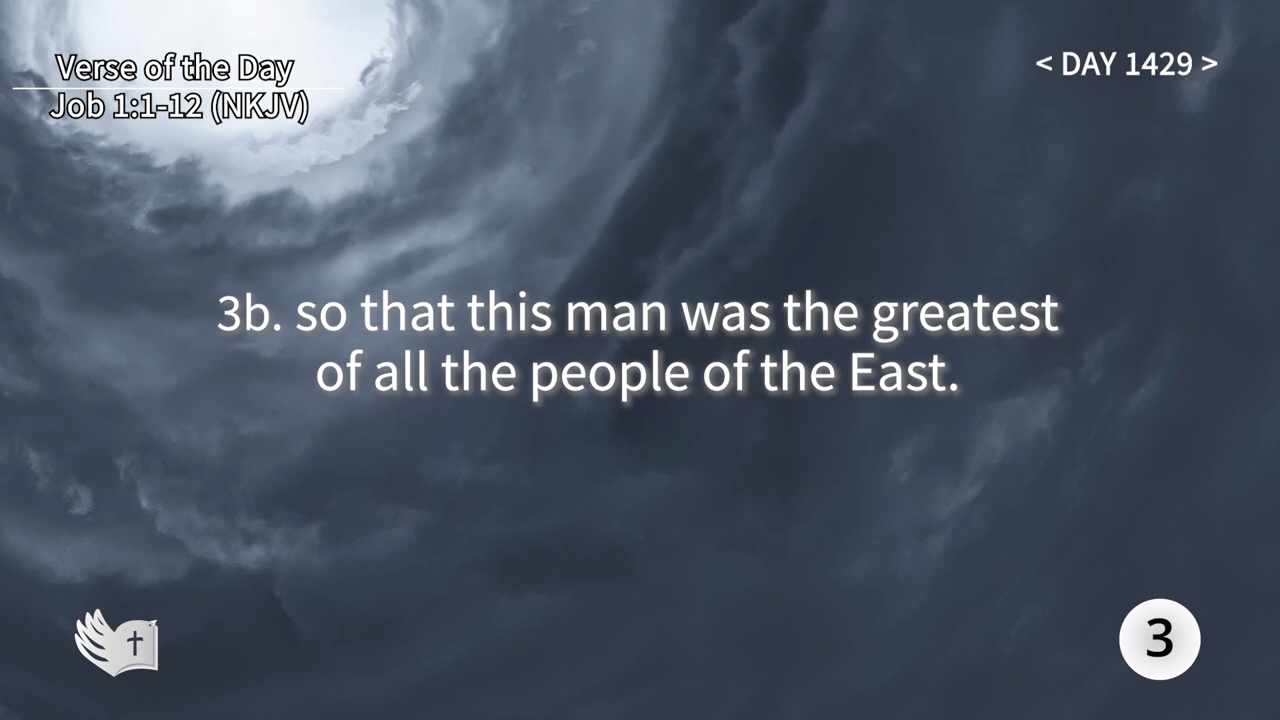 Verse of the Day
Job 1:1-12 (NKJV)
< DAY 1429 >
3b. so that this man was the greatest
of all the people of the East.
3